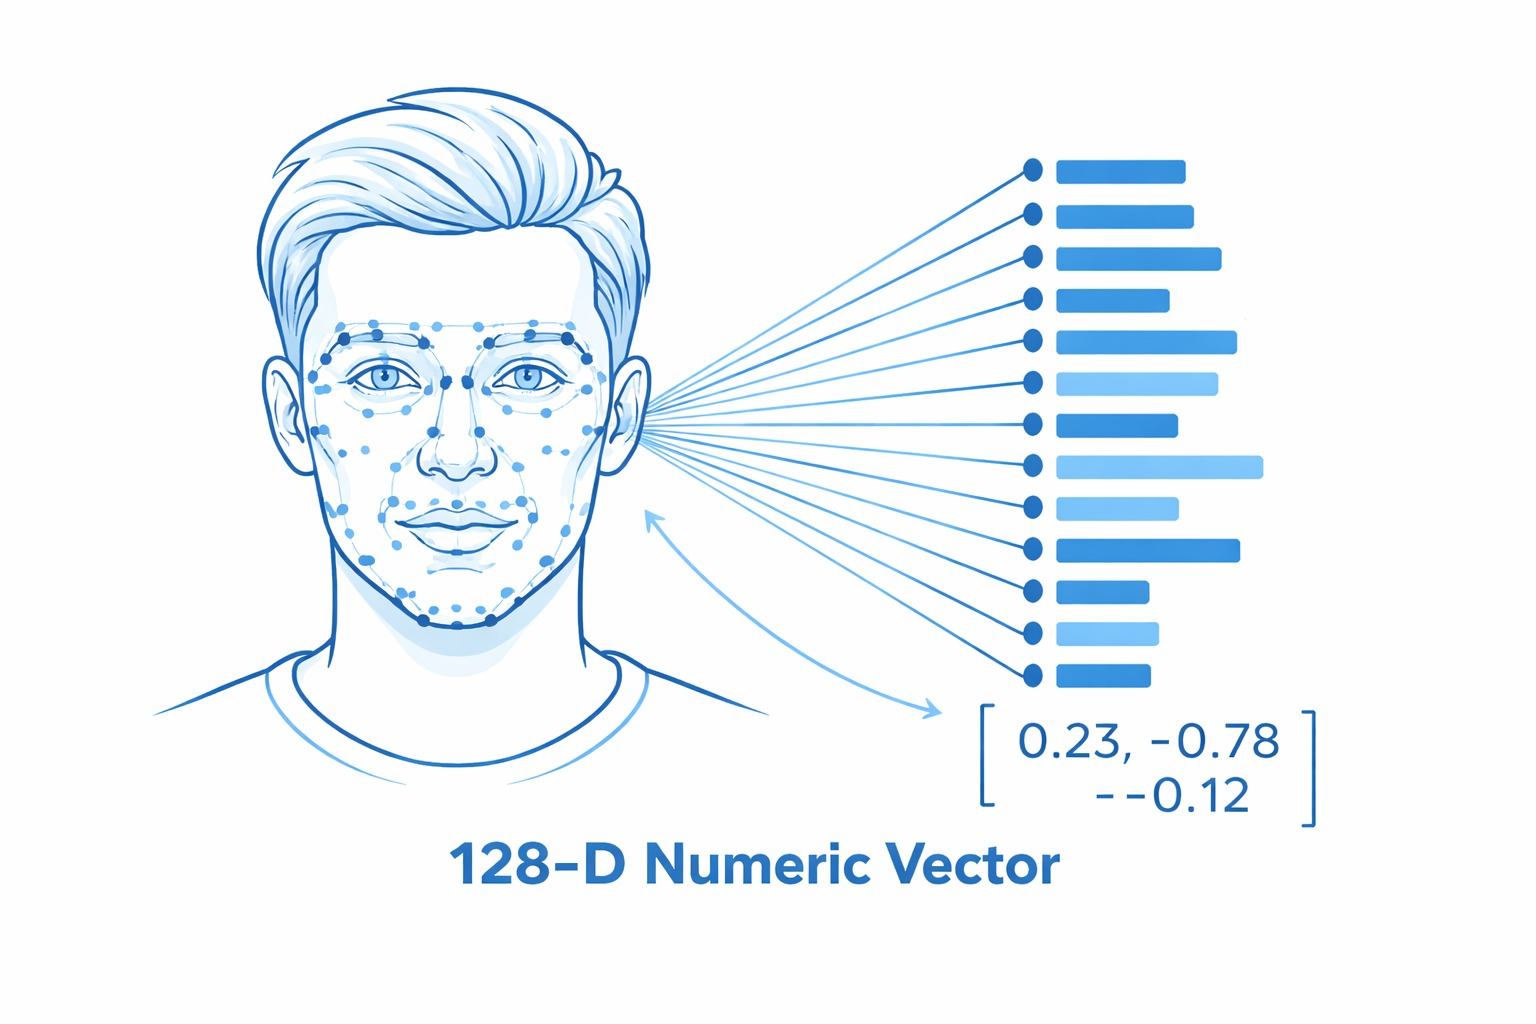 [ 0.23, -0.78
--0.12 ]
128-D Numeric Vector